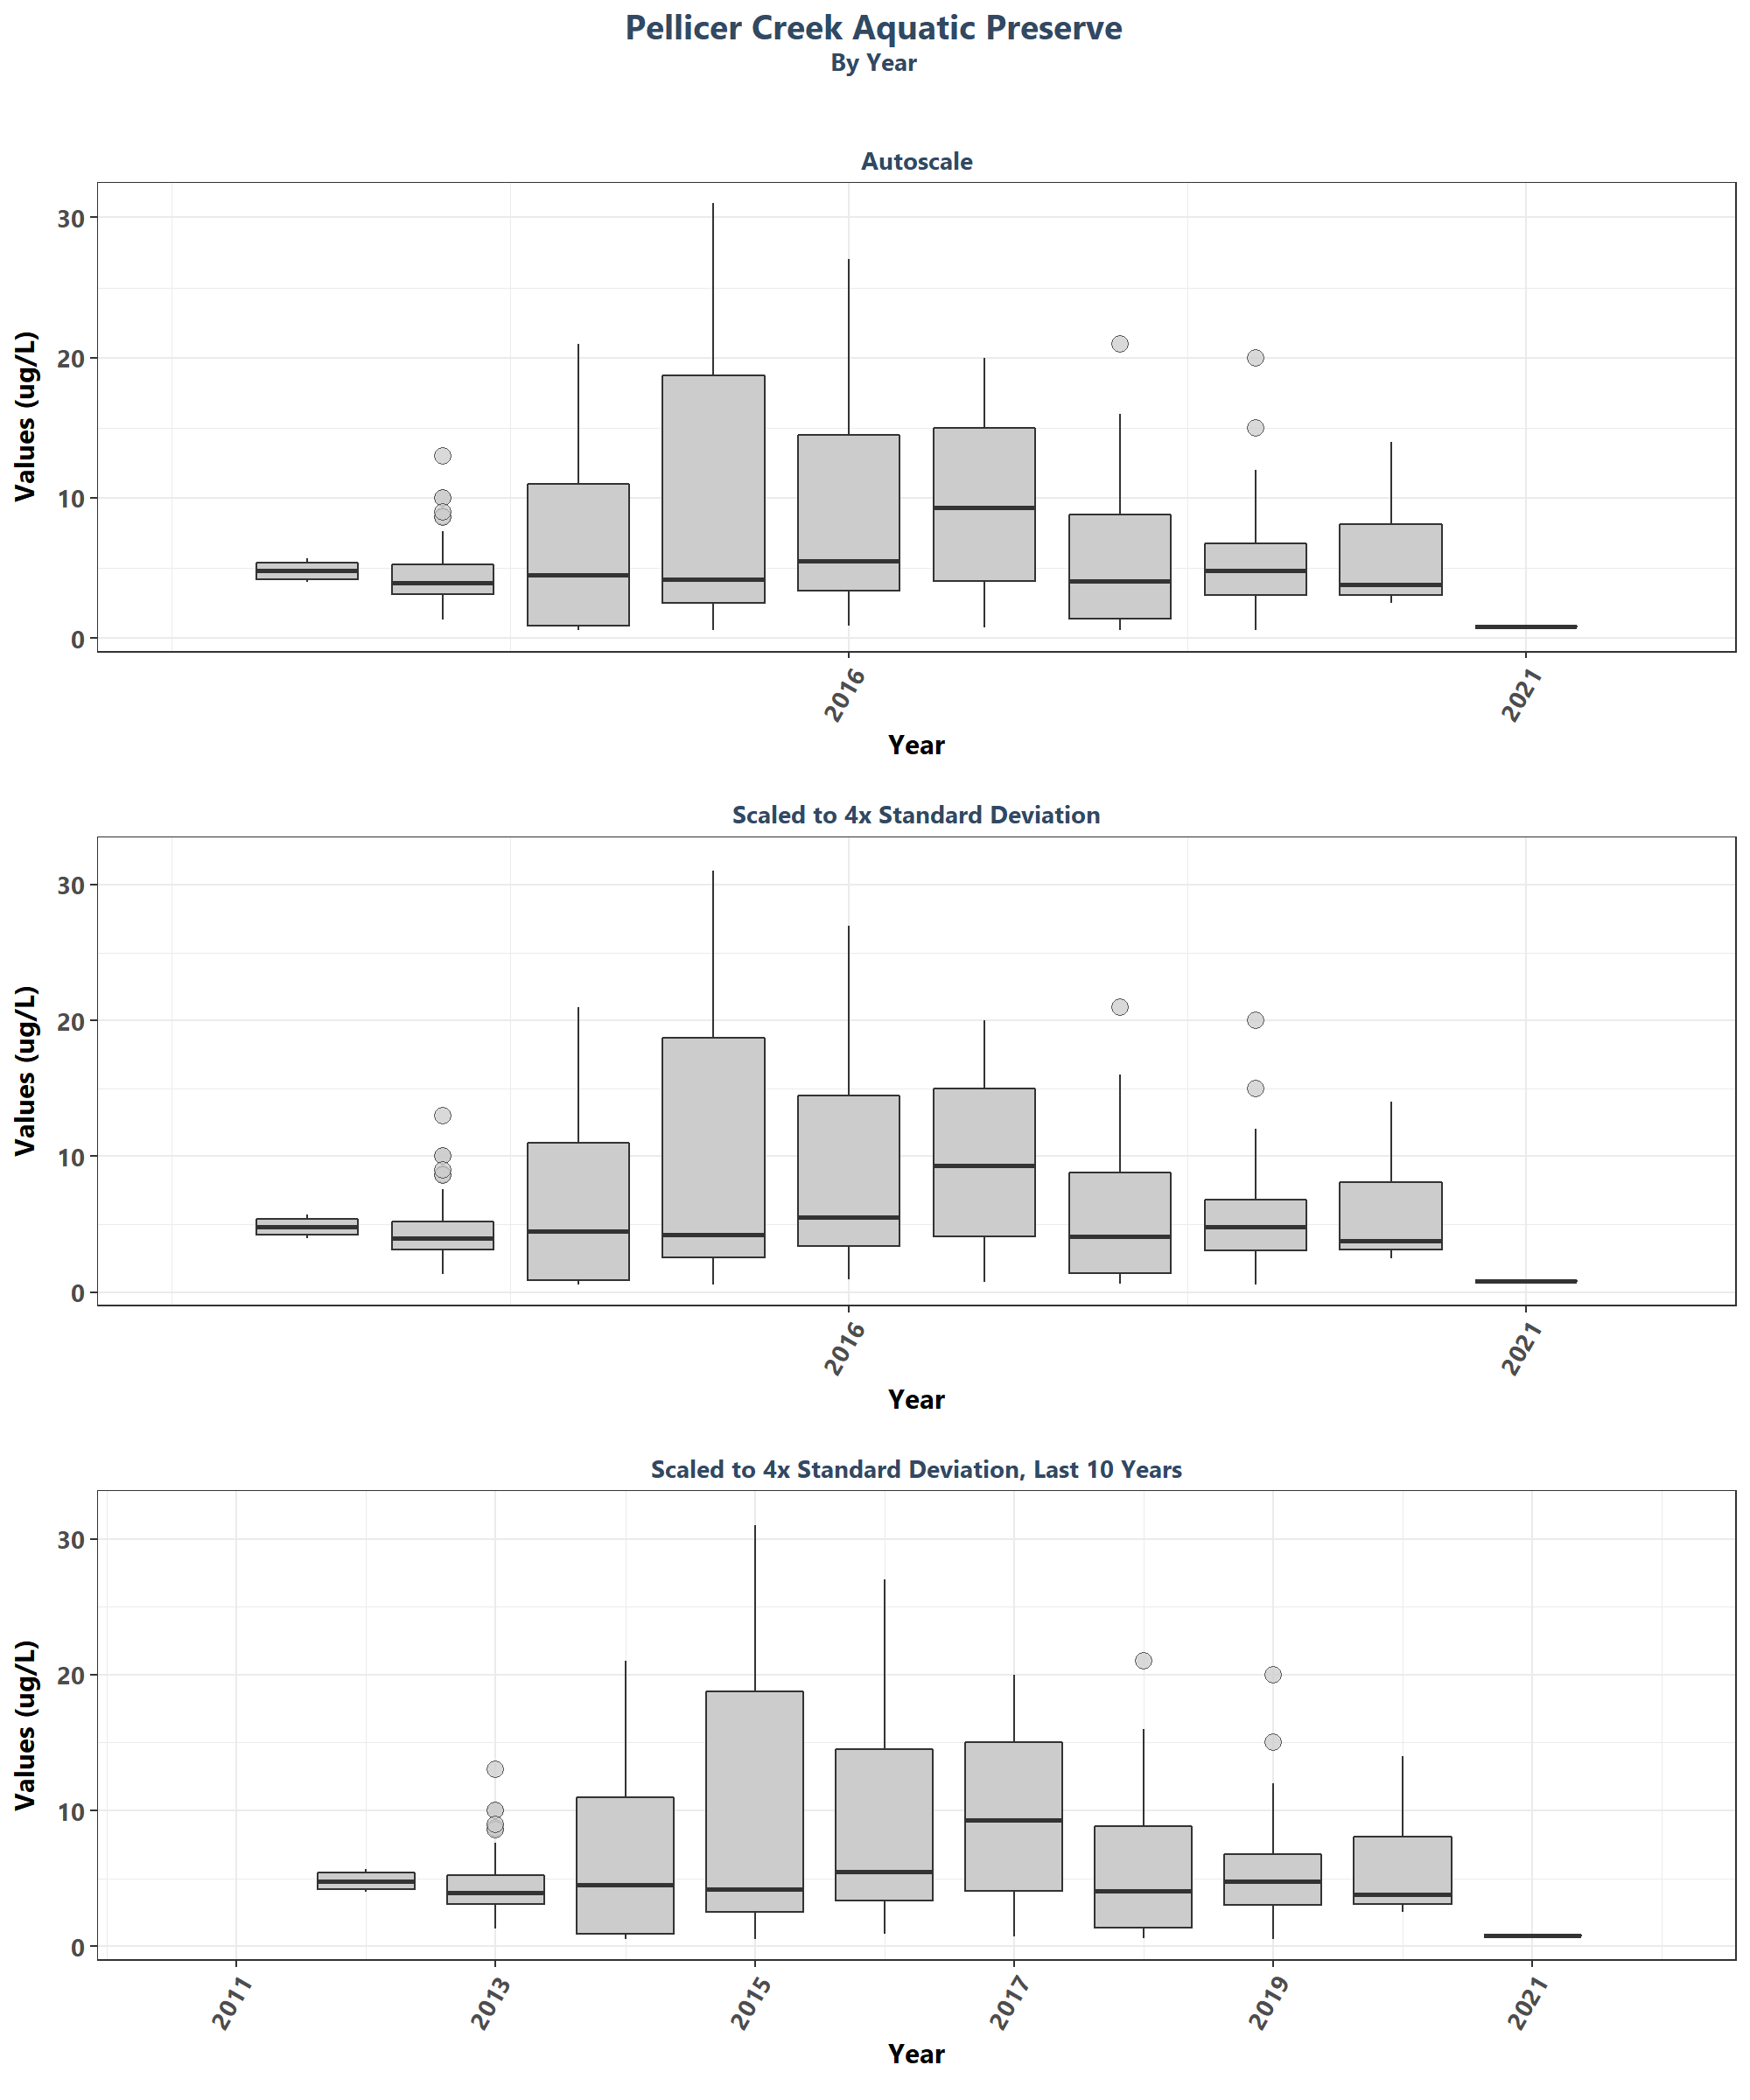 Pellicer Creek Aquatic Preserve
By Year
Autoscale
Values (ug/L)
30
20
10
0
2016
2021
Year
Scaled to 4x Standard Deviation
Values (ug/L)
30
20
10
0
2016
2021
Year
Scaled to 4x Standard Deviation, Last 10 Years
Values (ug/L)
30
20
10
0
2011
2013
2015
2017
2019
2021
Year